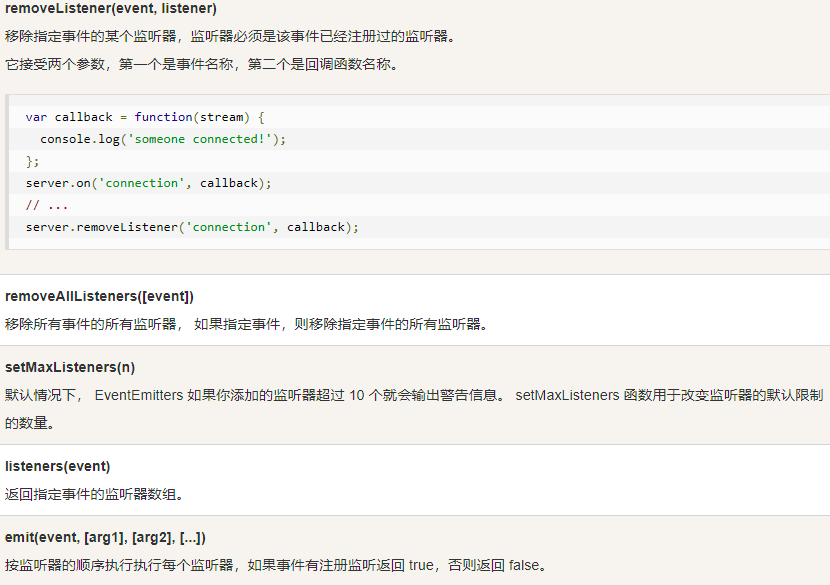 removeListener(event, listener)
移除指定事件的某个监听器，监听器必须是该事件已经注册过的监听器。
它接受两个参数，第一个是事件名称，第二个是回调函数名称。
var callback = function(stream) {
  console.log('someone connected!');
};
server.on('connection', callback);
// ...
server.removeListener('connection', callback);
removeAllListeners([event])
移除所有事件的所有监听器， 如果指定事件，则移除指定事件的所有监听器。
setMaxListeners(n)
默认情况下， EventEmitters 如果你添加的监听器超过 10 个就会输出警告信息。 setMaxListeners 函数用于改变监听器的默认限制
的数量。
listeners(event)
返回指定事件的监听器数组。
emit(event, [arg1], [arg2], [...])
按监听器的顺序执行执行每个监听器，如果事件有注册监听返回 true，否则返回 false。